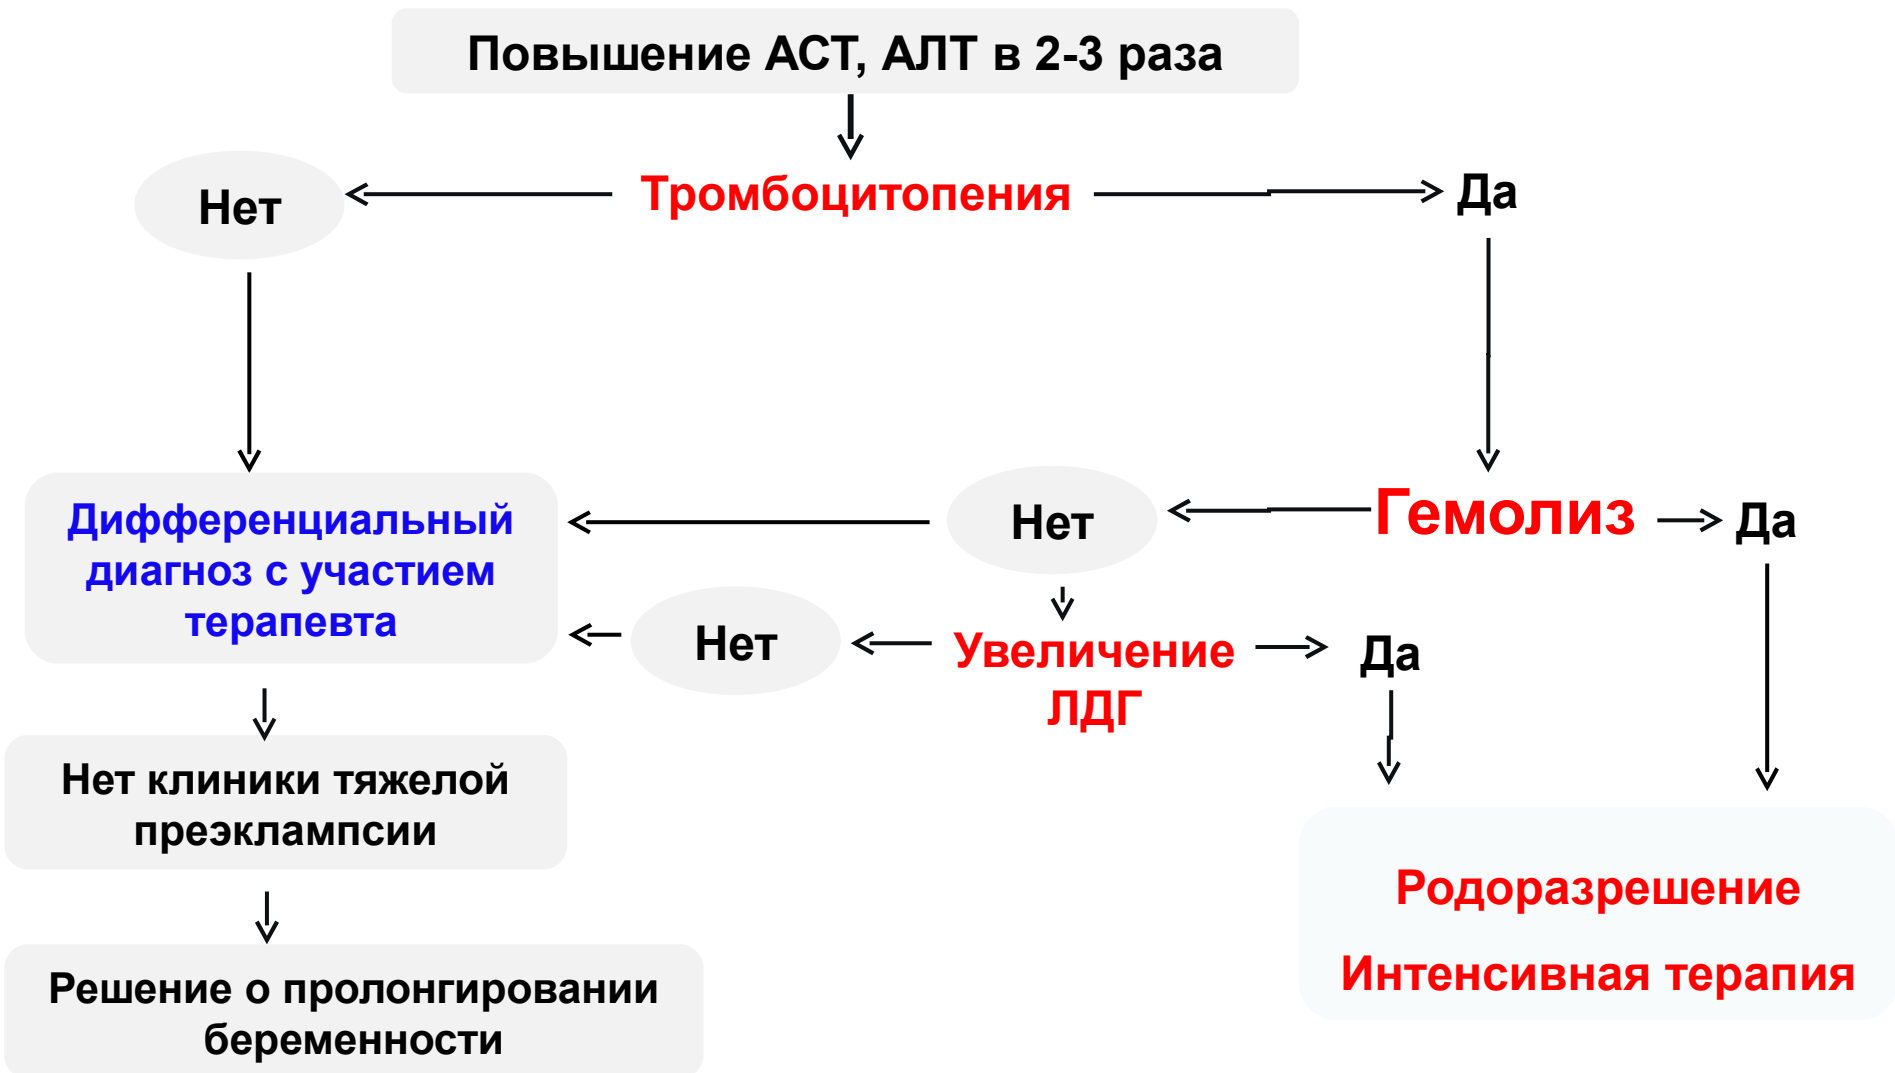 Повышение АСТ, АЛТ в 2-3 раза
Нет
Тромбоцитопения
Да
Дифференциальный
диагноз с участием
терапевта
Нет
Гемолиз
Да
Нет
Увеличение
ЛДГ
Да
Нет клиники тяжелой
преэклампсии
Родоразрешение
Интенсивная терапия
Решение о пролонгировании
беременности